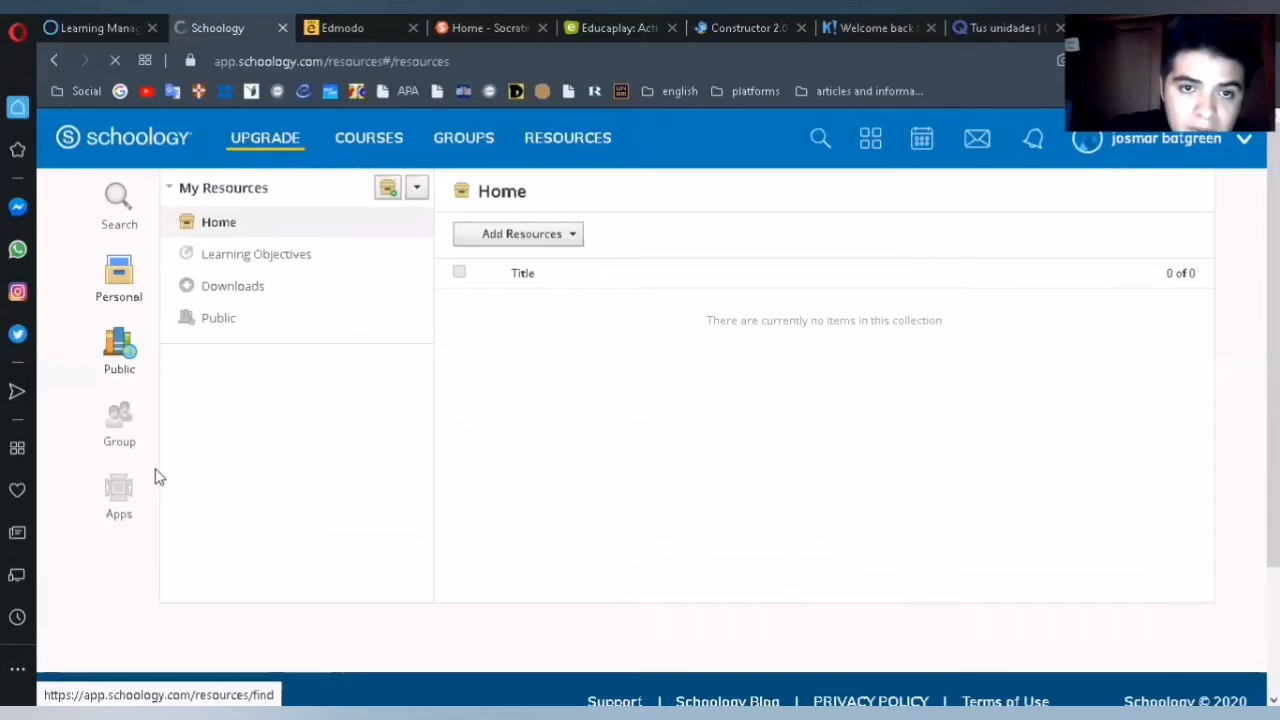 Learning Mana
Schoology
Edmodo
Home - Socrati
Educaplay: Acti
Constructor 2.0
Welcome back
Tus unidades |
app.schoology.com/resources#/resources
Social
APA
english
platforms
articles and informa...
schoology
UPGRADE
COURSES
GROUPS
RESOURCES
josmar batgreen
Search
Personal
Public
Group
Apps
My Resources
Home
Learning Objectives
Downloads
Public
Home
Add Resources
Title
0 of 0
There are currently no items in this collection
https://app.schoology.com/resources/find
Support | Schoology Blog | PRIVACY POLICY | Terms of Use
Schoology © 2020